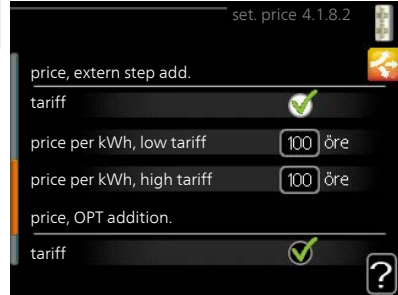 set. price 4.1.8.2
price, extern step add.
tariff
price per kWh, low tariff 100 öre
price per kWh, high tariff 100 öre
price, OPT addition.
tariff
?